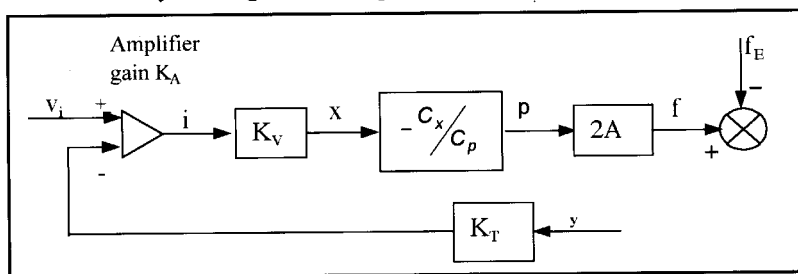 Amplifier
gain K_A
f_E
v_i
+
i
K_V
x
-C_x/C_p
p
2A
f
-
+
-
K_T
y